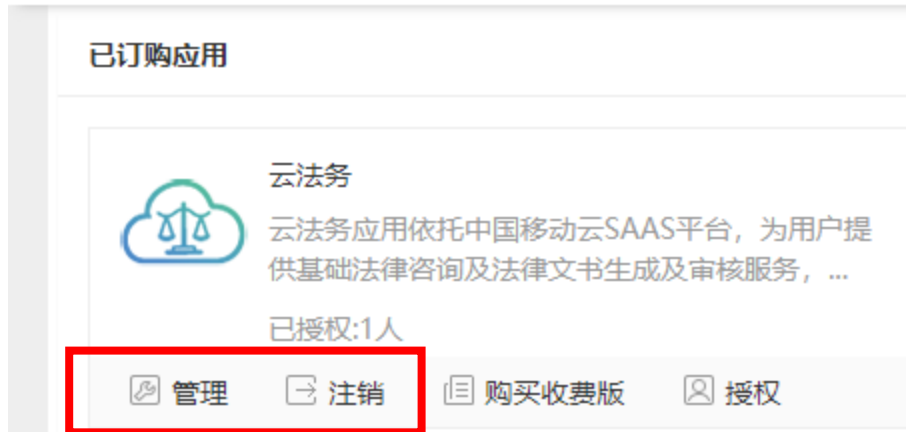 已订购应用
云法务
云法务应用依托中国移动云SAAS平台，为用户提
供基础法律咨询及法律文书生成及审核服务，...
已授权:1人
管理 注销 购买收费版 授权